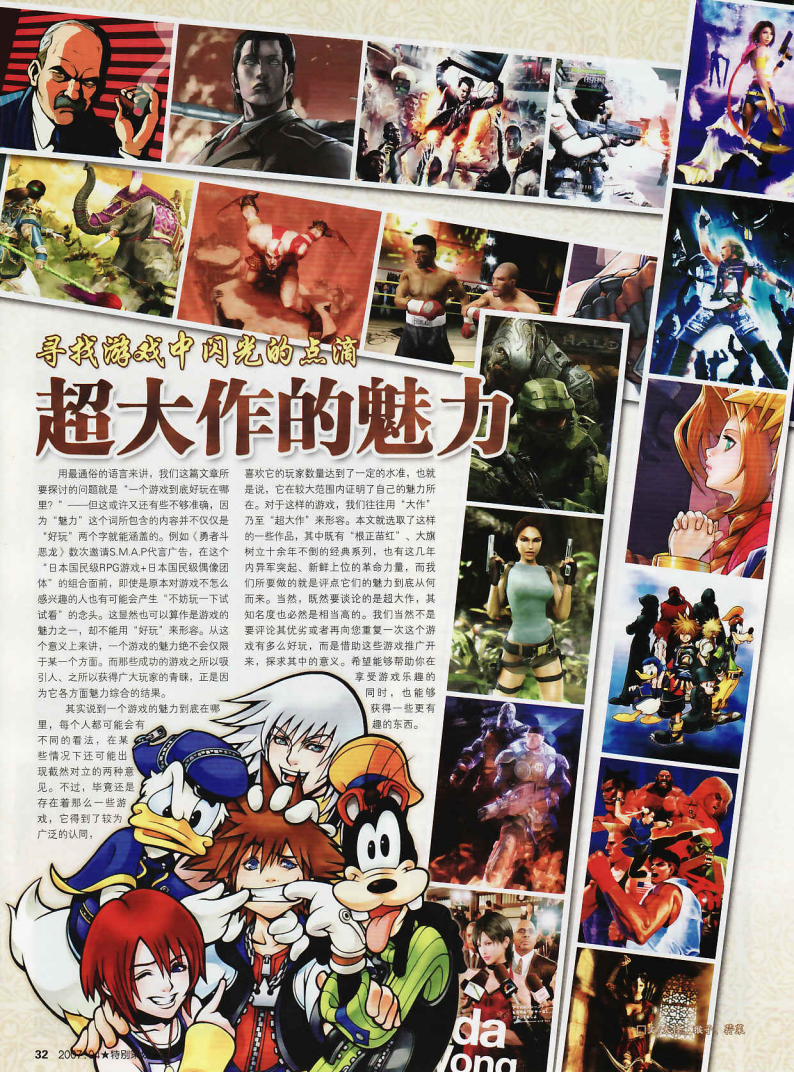 寻找游戏中闪光的点滴
超大作的魅力
用最通俗的语言来讲，我们这篇文章所
要探讨的问题就是“一个游戏到底好玩在哪
里？”——但这或许又还有些不够准确，因
为“魅力”这个词所包含的内容并不仅仅是
“好玩”两个字就能涵盖的。例如《勇者斗
恶龙》数次邀请S.M.A.P代言广告，在这个
“日本国民级RPG游戏+日本国民级偶像团
体”的组合面前，即使是原本对游戏不怎么
感兴趣的人也有可能会产生“不妨玩一下试
试看”的念头。这显然也可以算作是游戏的
魅力之一，却不能用“好玩”来形容。从这
个意义上来讲，一个游戏的魅力绝不会仅限
于某一个方面。而那些成功的游戏之所以吸
引人、之所以获得广大玩家的青睐，正是因
为它各方面魅力综合的结果。
其实说到一个游戏的魅力到底在哪
里，每个人都可能会有
不同的看法，在某
些情况下还可能出
现截然对立的两种意
见。不过，毕竟还是
存在着那么一些游
戏，它得到了较为
广泛的认同，
喜欢它的玩家数量达到了一定的水准，也就
是说，它在较大范围内证明了自己的魅力所
在。对于这样的游戏，我们往往用“大作”
乃至“超大作”来形容。本文就选取了这样
的一些作品，其中既有“根正苗红”、大旗
树立十余年不倒的经典系列，也有这几年
内异军突起、新鲜上位的革命力量，而我
们所要做的就是评点它们的魅力到底从何
而来。当然，既然要谈论的是超大作，其
知名度也必然是相当高的。我们当然不是
要评论其优劣或者再向您重复一次这个游
戏有多么好玩，而是借助这些游戏推广开
来，探求其中的意义。希望能够帮助你在
享受游戏乐趣的
同时，也能够
获得一些更有
趣的东西。
HALO
da
Wong
32 2007.04★特别